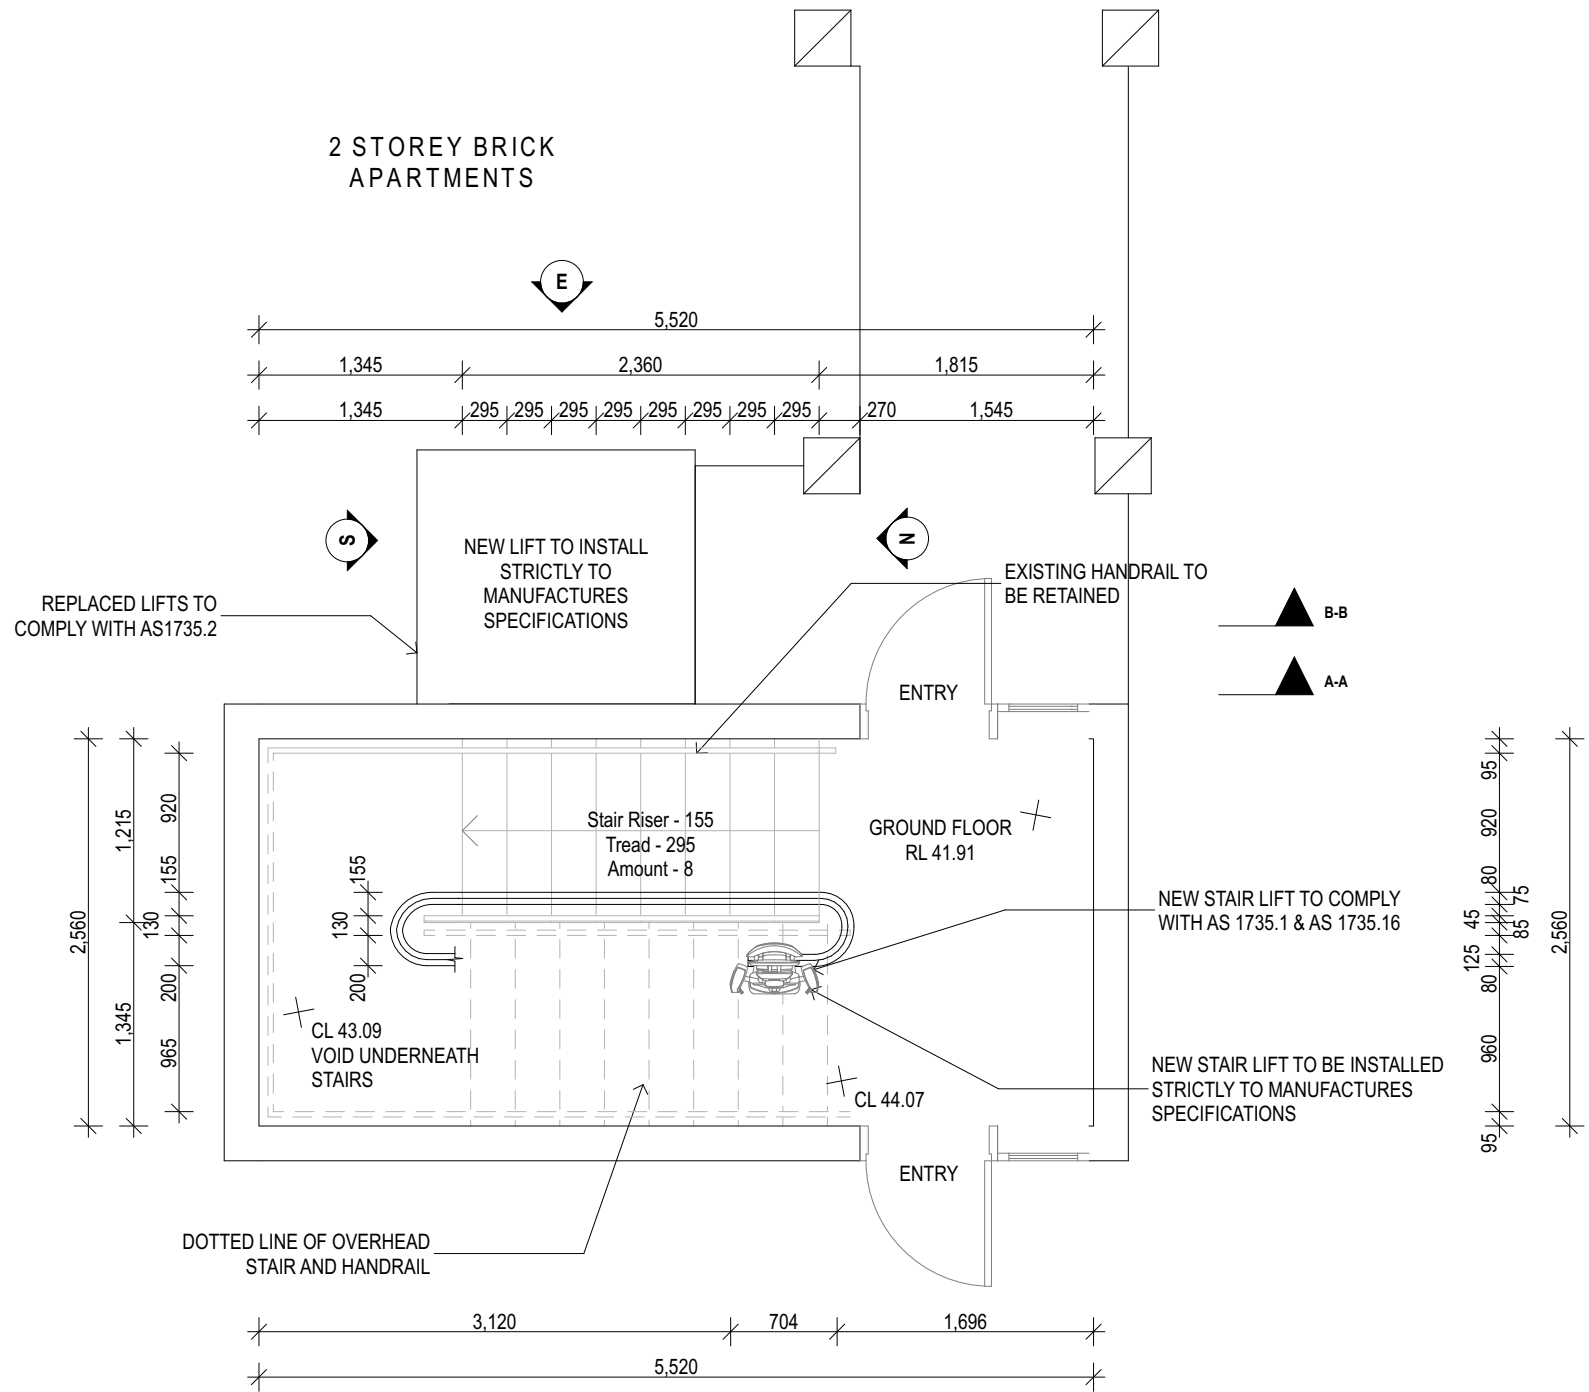 2 STOREY BRICK
APARTMENTS
E
5,520
1,345
2,360
1,815
1,345
295
295
295
295
295
295
295
295
270
1,545
S
N
NEW LIFT TO INSTALL
STRICTLY TO
MANUFACTURES
SPECIFICATIONS
EXISTING HANDRAIL TO
BE RETAINED
REPLACED LIFTS TO
COMPLY WITH AS1735.2
B-B
A-A
ENTRY
2,560
1,215
1,345
920
155
130
200
965
155
130
200
Stair Riser - 155
Tread - 295
Amount - 8
GROUND FLOOR
RL 41.91
NEW STAIR LIFT TO COMPLY
WITH AS 1735.1 & AS 1735.16
95
920
80
75
45
85
125
80
960
95
2,560
CL 43.09
VOID UNDERNEATH
STAIRS
CL 44.07
NEW STAIR LIFT TO BE INSTALLED
STRICTLY TO MANUFACTURES
SPECIFICATIONS
ENTRY
DOTTED LINE OF OVERHEAD
STAIR AND HANDRAIL
3,120
704
1,696
5,520